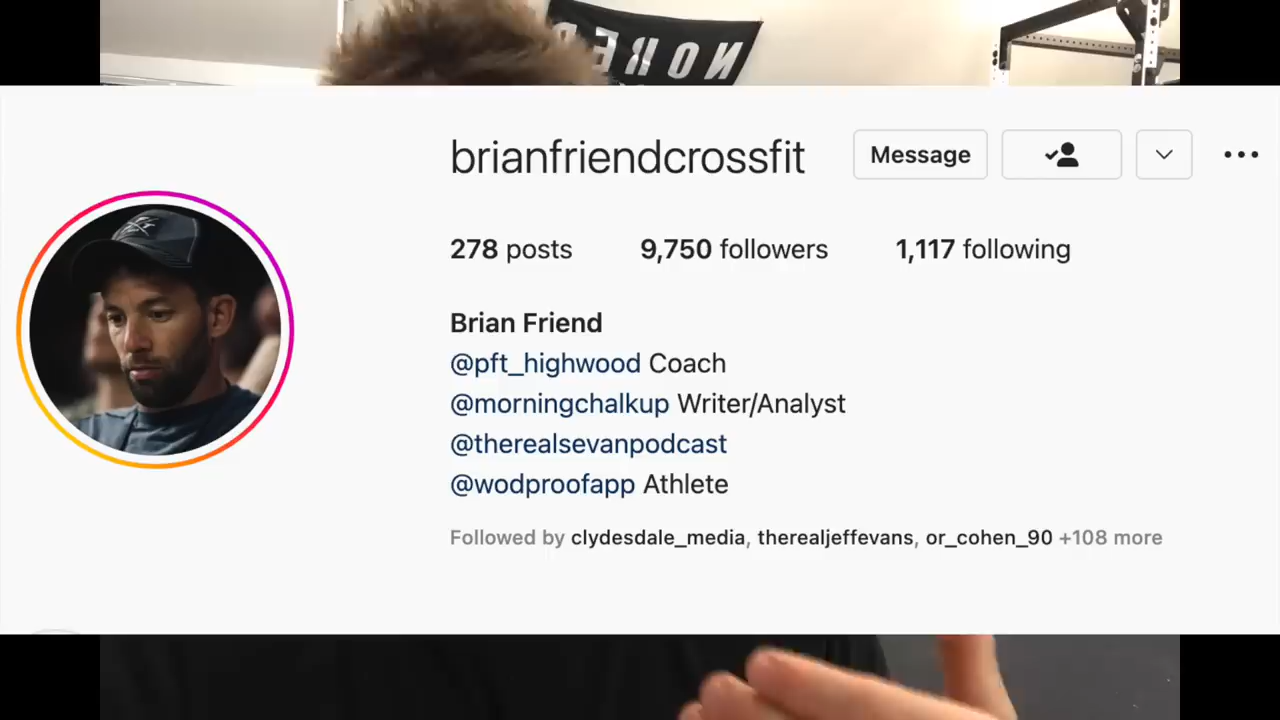 brianfriendcrossfit Message
278 posts 9,750 followers 1,117 following
Brian Friend
@pft_highwood Coach
@morningchalkup Writer/Analyst
@therealsevanpodcast
@wodproofapp Athlete
Followed by clydesdale_media, therealjeffevans, or_cohen_90 +108 more